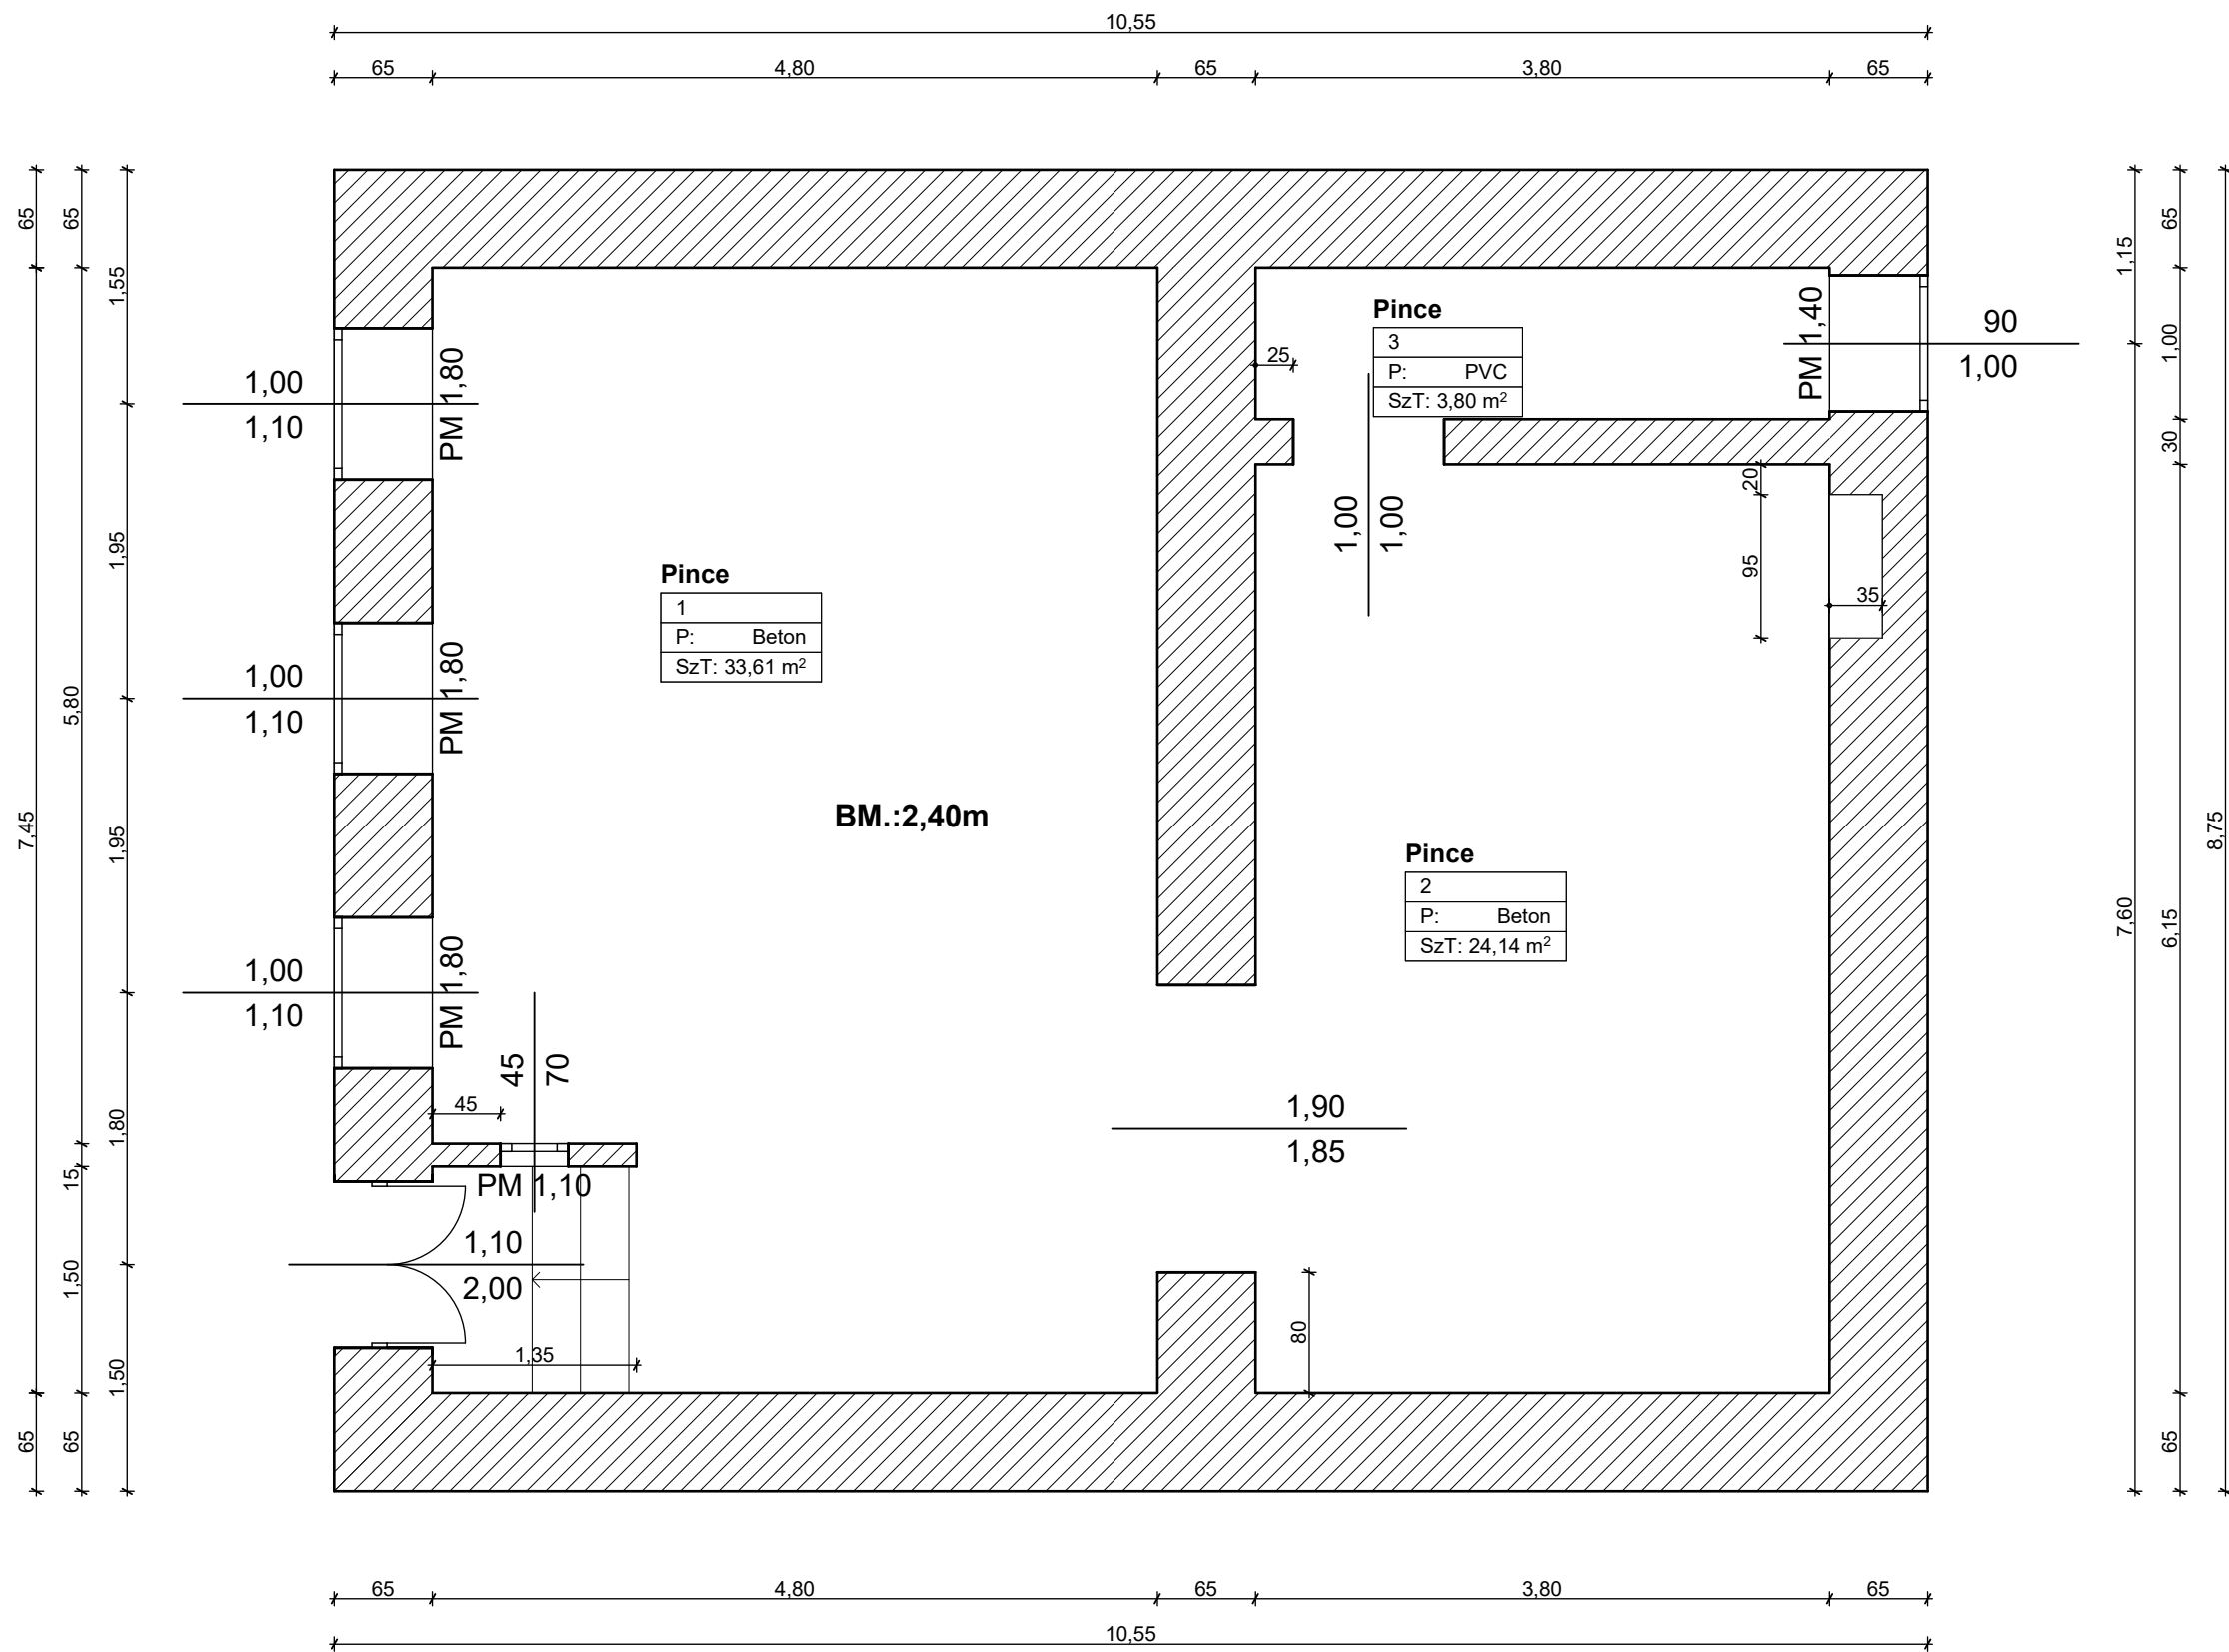 10,55
65 4,80 65 3,80 65
65
65
1,55
1,95
5,80
7,45
1,95
1,80
15
1,50
1,50
65
65
1,00
1,10
PM 1,80
1,00
1,10
PM 1,80
1,00
1,10
PM 1,80
Pince
1
P: Beton
SzT: 33,61 m²
BM.:2,40m
45
45
70
PM 1,10
1,10
2,00
1,35
25
Pince
3
P: PVC
SzT: 3,80 m²
PM 1,40
90
1,00
1,00
1,00
20
95
35
Pince
2
P: Beton
SzT: 24,14 m²
1,90
1,85
80
1,15
65
1,00
30
7,60
6,15
8,75
65
65 4,80 65 3,80 65
10,55